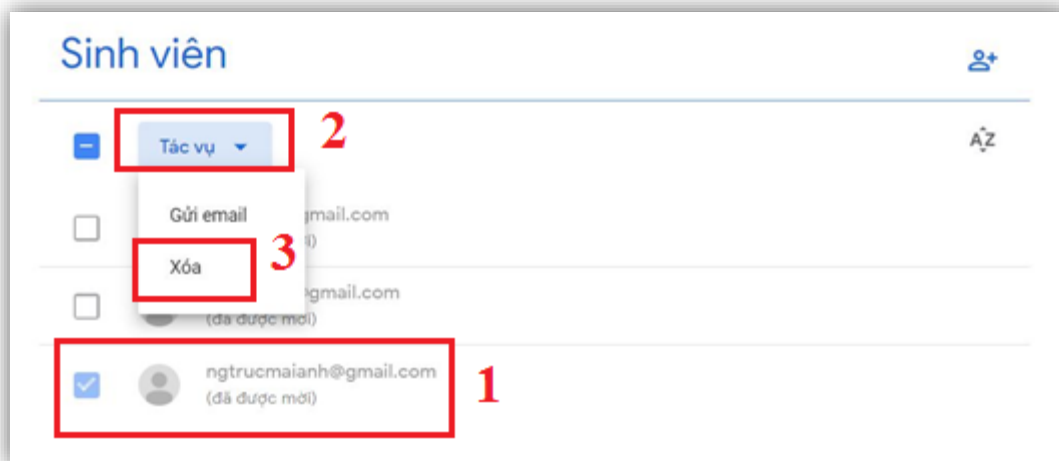 Sinh viên
2
Tác vụ
AZ
Gửi email
gmail.com
3
Xóa
gmail.com
(đã được mời)
ngtrucmaianh@gmail.com
(đã được mời)
1